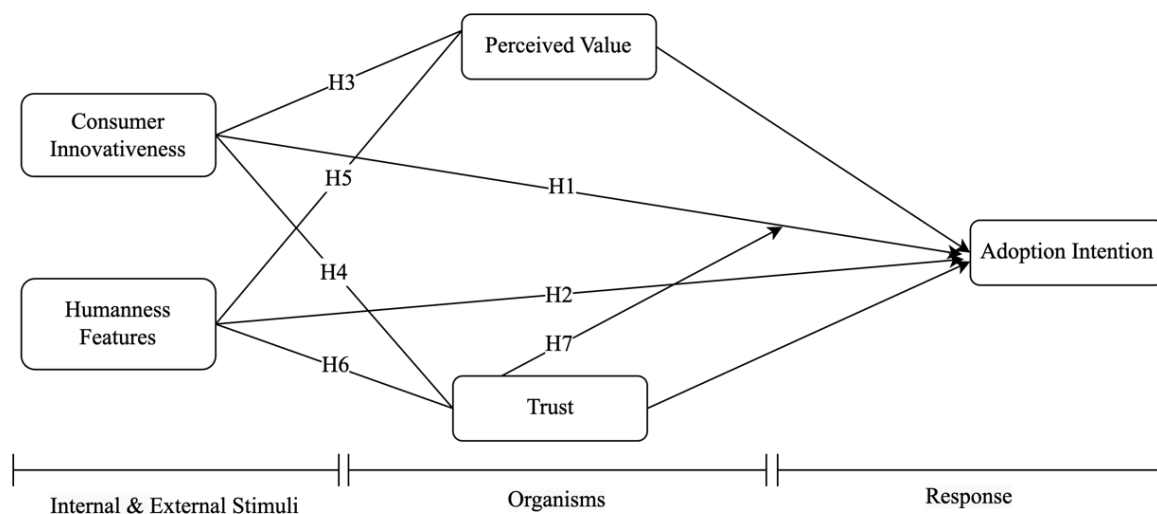 Perceived Value
H3
Consumer
Innovativeness
H5
H1
H4
Adoption Intention
Humanness
Features
H2
H7
H6
Trust
Internal & External Stimuli
Organisms
Response